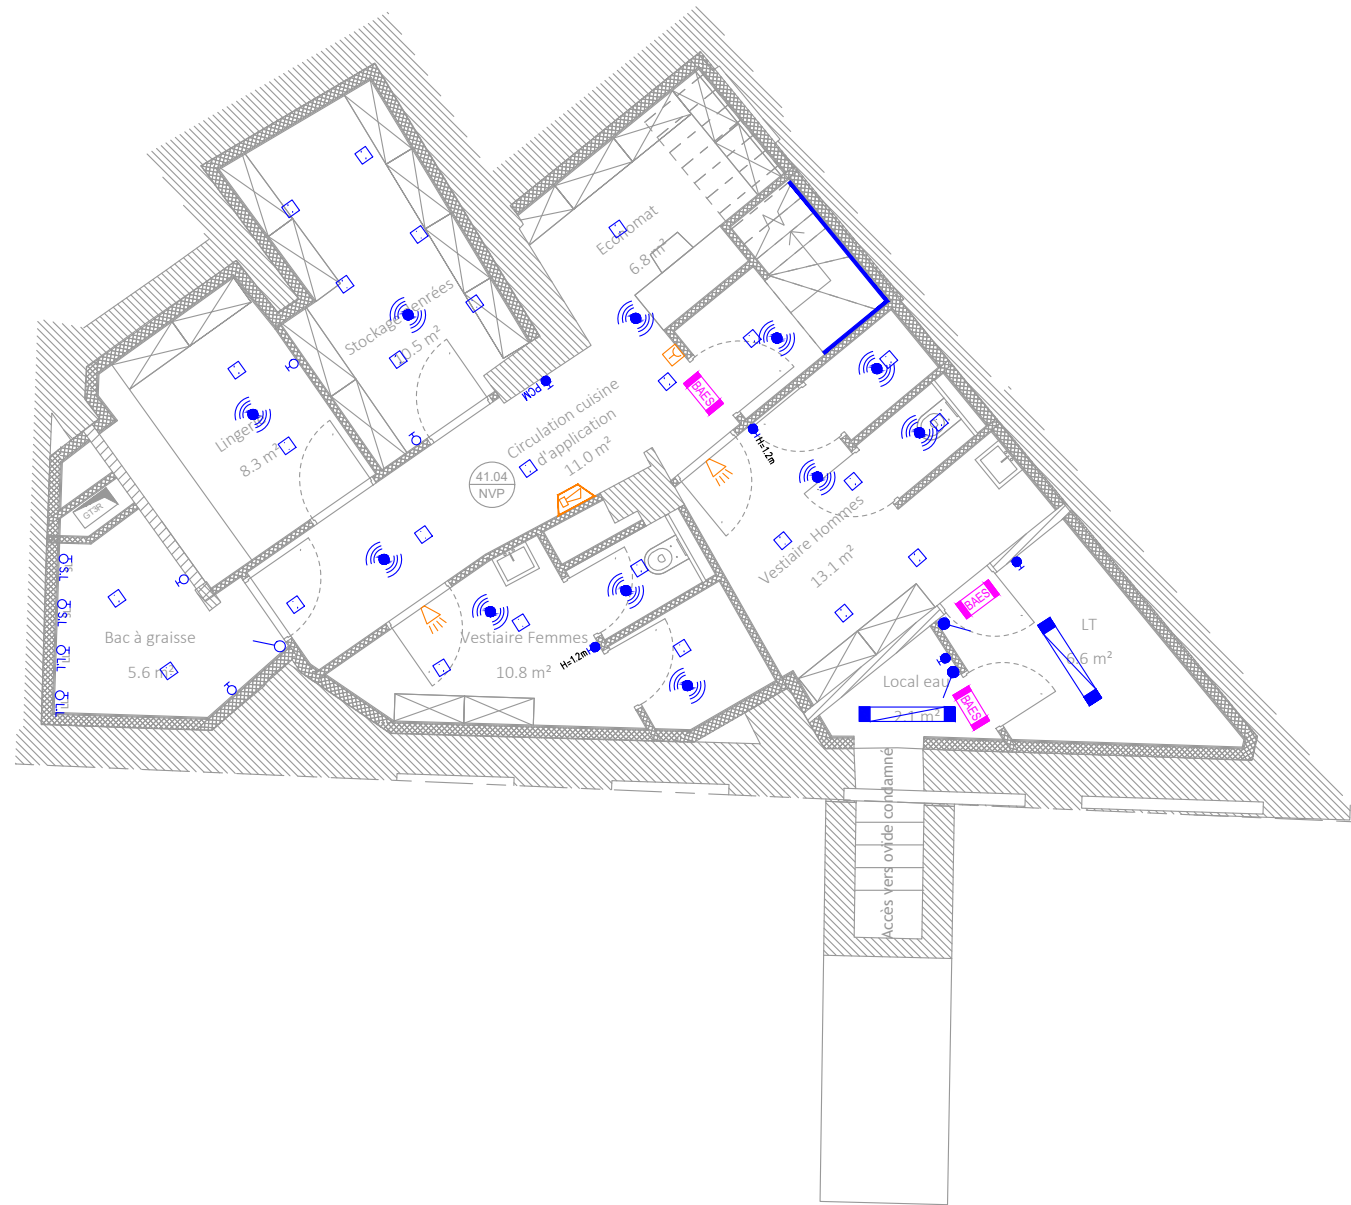 Economat
6.8 m²
Stockage denrées
10.5 m²
PCM
BAES
Circulation cuisine
d'application
11.0 m²
Lingerie
8.3 m²
H=1.2m
41.04
NVP
GT3R
Vestiaire Hommes
13.1 m²
BAES
Bac à graisse
5.6 m²
Vestiaire Femmes
10.8 m²
H=1.2m
LT
6.6 m²
Local eau
2.1 m²
BAES
Accès vers ovide condamné